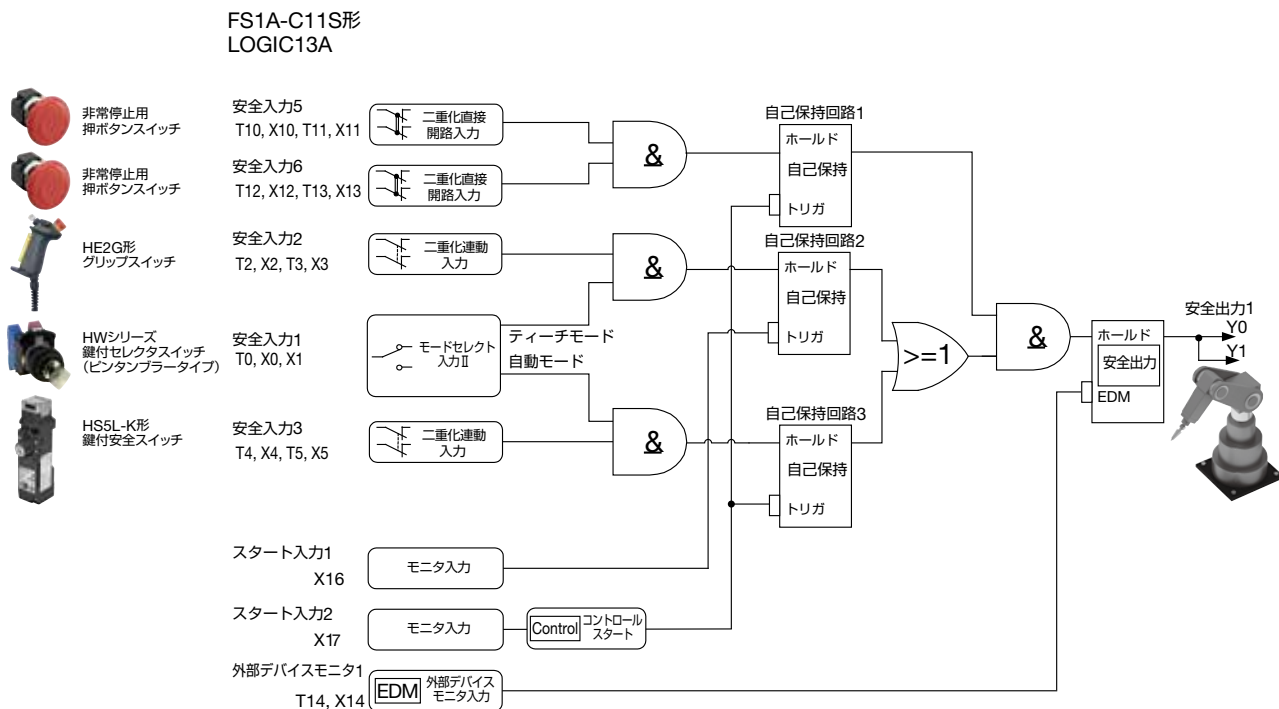 FS1A-C11S形
LOGIC13A
非常停止用
押ボタンスイッチ
安全入力5
T10, X10, T11, X11
二重化直接
開路入力
非常停止用
押ボタンスイッチ
安全入力6
T12, X12, T13, X13
二重化直接
開路入力
&
自己保持回路1
ホールド
自己保持
トリガ
HE2G形
グリップスイッチ
安全入力2
T2, X2, T3, X3
二重化連動
入力
&
自己保持回路2
ホールド
自己保持
トリガ
HWシリーズ
鍵付セレクタスイッチ
(ピンタンブラータイプ)
安全入力1
T0, X0, X1
モードセレクト
入力Ⅱ
ティーチモード
自動モード
>=1
&
ホールド
安全出力
EDM
安全出力1
Y0
Y1
HS5L-K形
鍵付安全スイッチ
安全入力3
T4, X4, T5, X5
二重化連動
入力
&
自己保持回路3
ホールド
自己保持
トリガ
スタート入力1
X16
モニタ入力
スタート入力2
X17
モニタ入力
Control
コントロール
スタート
外部デバイスモニタ1
T14, X14
EDM
外部デバイス
モニタ入力